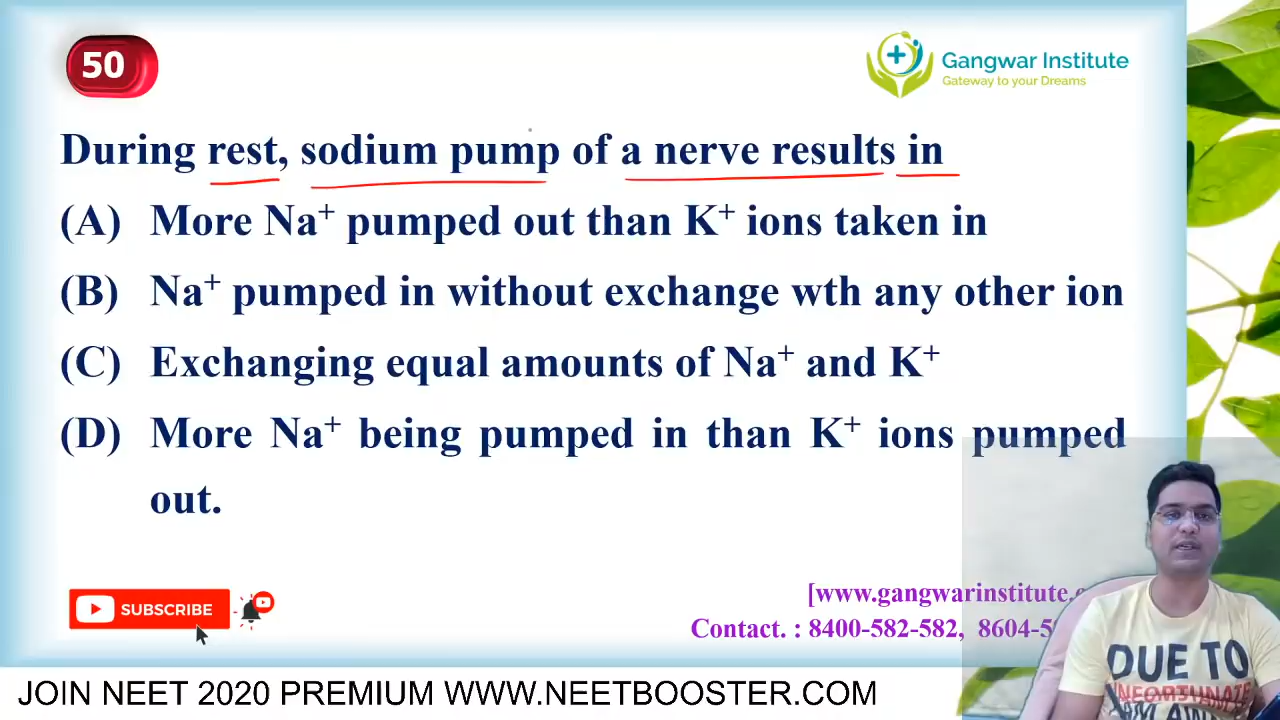 50
Gangwar Institute
Gateway to your Dreams
During rest, sodium pump of a nerve results in
(A) More Na⁺ pumped out than K⁺ ions taken in
(B) Na⁺ pumped in without exchange wth any other ion
(C) Exchanging equal amounts of Na⁺ and K⁺
(D) More Na⁺ being pumped in than K⁺ ions pumped
out.
SUBSCRIBE
[www.gangwarinstitute.
Contact. : 8400-582-582, 8604-5
DUE TO
UNFORTUNATE
JOIN NEET 2020 PREMIUM WWW.NEETBOOSTER.COM